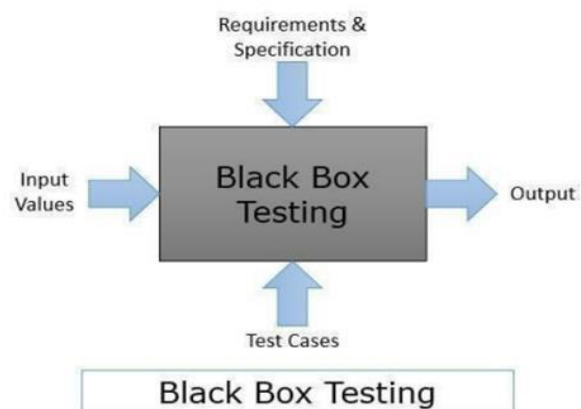 Requirements &
Specification
Input
Values
Black Box
Testing
Output
Test Cases
Black Box Testing